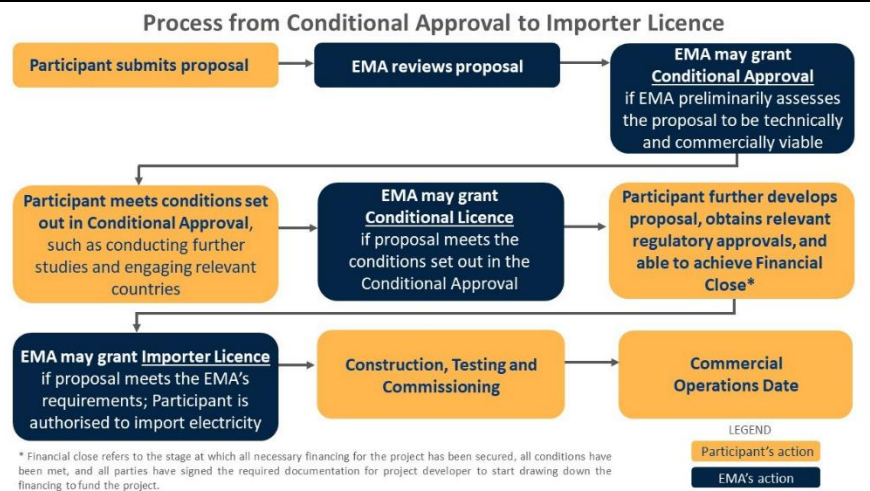 Process from Conditional Approval to Importer Licence
Participant submits proposal
EMA reviews proposal
EMA may grant
Conditional Approval
if EMA preliminarily assesses
the proposal to be technically
and commercially viable
Participant meets conditions set
out in Conditional Approval,
such as conducting further
studies and engaging relevant
countries
EMA may grant
Conditional Licence
if proposal meets the
conditions set out in the
Conditional Approval
Participant further develops
proposal, obtains relevant
regulatory approvals, and
able to achieve Financial
Close*
EMA may grant Importer Licence
if proposal meets the EMA's
requirements; Participant is
authorised to import electricity
Construction, Testing and
Commissioning
Commercial
Operations Date
LEGEND
Participant's action
EMA's action
* Financial close refers to the stage at which all necessary financing for the project has been secured, all conditions have
been met, and all parties have signed the required documentation for project developer to start drawing down the
financing to fund the project.